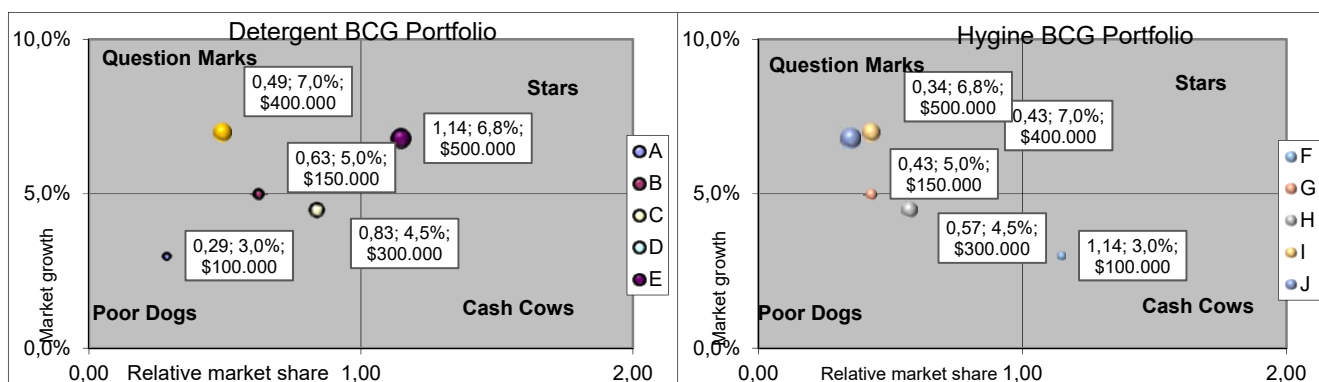 Detergent BCG Portfolio
10,0%
Question Marks
0,49; 7,0%;
$400.000
Stars
1,14; 6,8%;
$500.000
0,63; 5,0%;
$150.000
5,0%
0,83; 4,5%;
$300.000
0,29; 3,0%;
$100.000
Poor Dogs
Cash Cows
Market growth
0,0%
0,00
Relative market share
1,00
2,00
A
B
C
D
E
Hygine BCG Portfolio
10,0%
Question Marks
0,34; 6,8%;
$500.000
Stars
0,43; 7,0%;
$400.000
0,43; 5,0%;
$150.000
5,0%
0,57; 4,5%;
$300.000
1,14; 3,0%;
$100.000
Poor Dogs
Cash Cows
Market growth
0,0%
0,00
Relative market share
1,00
2,00
F
G
H
I
J